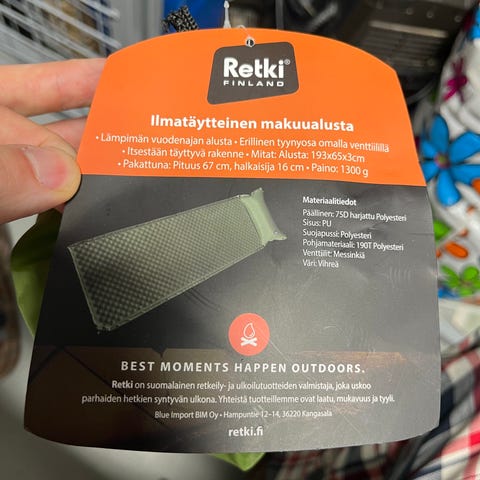 Retki®
FINLAND
Ilmatäytteinen makuualusta
• Lämpimän vuodenajan alusta • Erillinen tyynyosa omalla venttiilillä
• Itsestään täyttyvä rakenne • Mitat: Alusta: 193x65x3cm
• Pakattuna: Pituus 67 cm, halkaisija 16 cm • Paino: 1300 g
Materiaalitiedot
Päällinen: 75D harjattu Polyesteri
Sisus: PU
Suojapussi: Polyesteri
Pohjamateriaali: 190T Polyesteri
Venttiilit: Messinkiä
Väri: Vihreä
BEST MOMENTS HAPPEN OUTDOORS.
Retki on suomalainen retkeily- ja ulkoilutuotteiden valmistaja, joka uskoo
parhaiden hetkien syntyvän ulkona. Yhteistä tuotteillemme ovat laatu, mukavuus ja tyyli.
Blue Import BIM Oy • Hampuntie 12–14, 36220 Kangasala
retki.fi